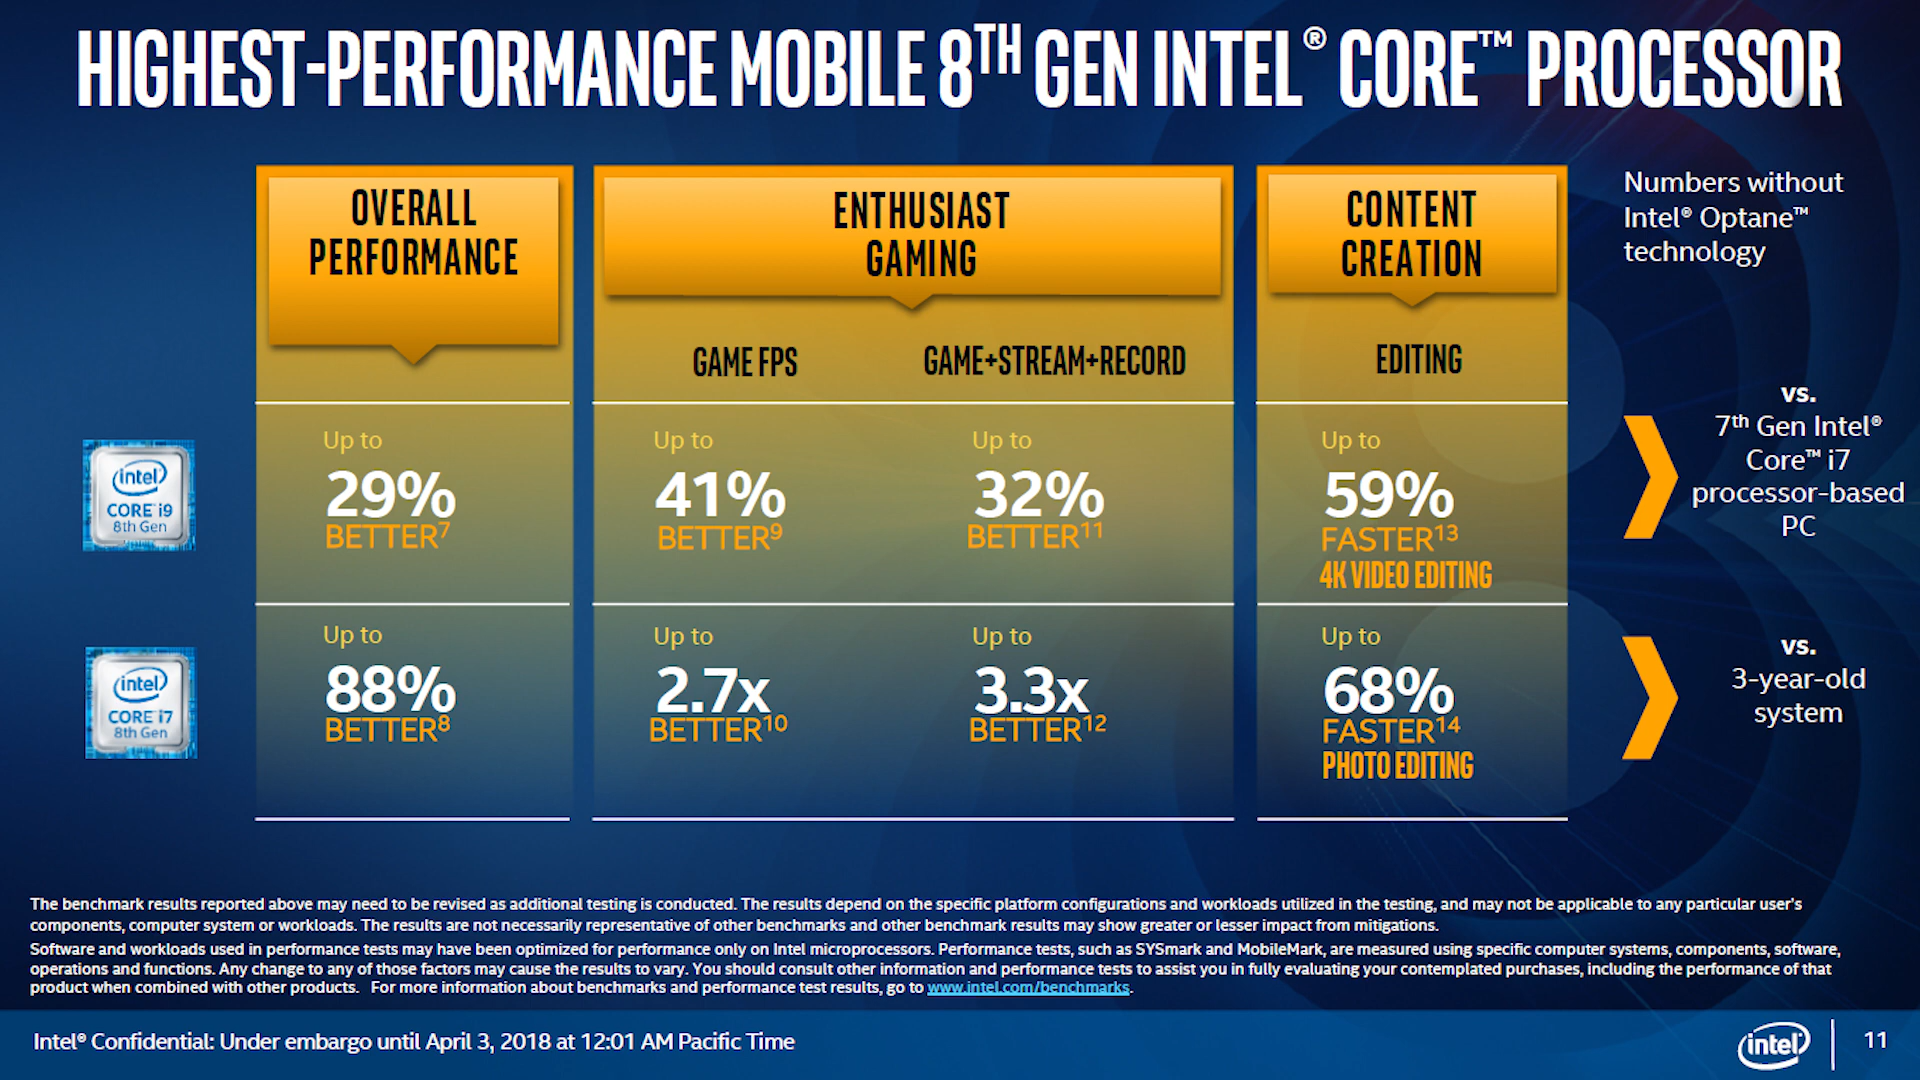 HIGHEST-PERFORMANCE MOBILE 8TH GEN INTEL® CORE™ PROCESSOR
OVERALL
PERFORMANCE
ENTHUSIAST
GAMING
GAME FPS
GAME+STREAM+RECORD
CONTENT
CREATION
EDITING
Numbers without
Intel® Optane™
technology
intel
CORE i9
8th Gen
Up to
29%
BETTER7
Up to
41%
BETTER9
Up to
32%
BETTER11
Up to
59%
FASTER13
4K VIDEO EDITING
vs.
7th Gen Intel®
Core™ i7
processor-based
PC
intel
CORE i7
8th Gen
Up to
88%
BETTER8
Up to
2.7x
BETTER10
Up to
3.3x
BETTER12
Up to
68%
FASTER14
PHOTO EDITING
vs.
3-year-old
system
The benchmark results reported above may need to be revised as additional testing is conducted. The results depend on the specific platform configurations and workloads utilized in the testing, and may not be applicable to any particular user's
components, computer system or workloads. The results are not necessarily representative of other benchmarks and other benchmark results may show greater or lesser impact from mitigations.
Software and workloads used in performance tests may have been optimized for performance only on Intel microprocessors. Performance tests, such as SYSmark and MobileMark, are measured using specific computer systems, components, software,
operations and functions. Any change to any of those factors may cause the results to vary. You should consult other information and performance tests to assist you in fully evaluating your contemplated purchases, including the performance of that
product when combined with other products. For more information about benchmarks and performance test results, go to www.intel.com/benchmarks.
Intel® Confidential: Under embargo until April 3, 2018 at 12:01 AM Pacific Time
intel
11